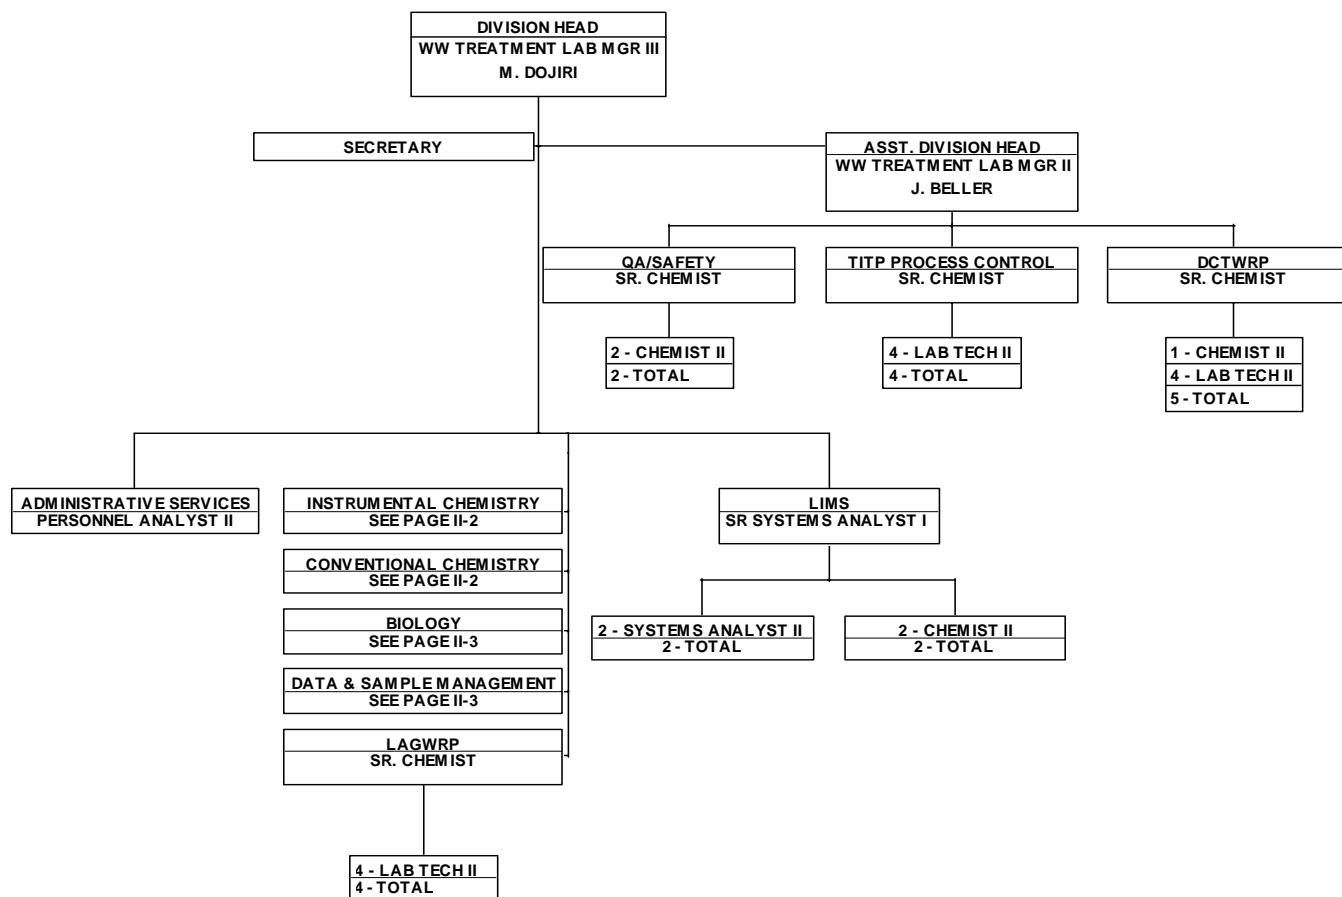 DIVISION HEAD
WW TREATMENT LAB MGR III
M. DOJIRI
SECRETARY
ASST. DIVISION HEAD
WW TREATMENT LAB MGR II
J. BELLER
QA/SAFETY
SR. CHEMIST
TITP PROCESS CONTROL
SR. CHEMIST
DCTWRP
SR. CHEMIST
2 - CHEMIST II
2 - TOTAL
4 - LAB TECH II
4 - TOTAL
1 - CHEMIST II
4 - LAB TECH II
5 - TOTAL
ADMINISTRATIVE SERVICES
PERSONNEL ANALYST II
INSTRUMENTAL CHEMISTRY
SEE PAGE II-2
CONVENTIONAL CHEMISTRY
SEE PAGE II-2
BIOLOGY
SEE PAGE II-3
DATA & SAMPLE MANAGEMENT
SEE PAGE II-3
LAGWRP
SR. CHEMIST
4 - LAB TECH II
4 - TOTAL
LIMS
SR SYSTEMS ANALYST I
2 - SYSTEMS ANALYST II
2 - TOTAL
2 - CHEMIST II
2 - TOTAL